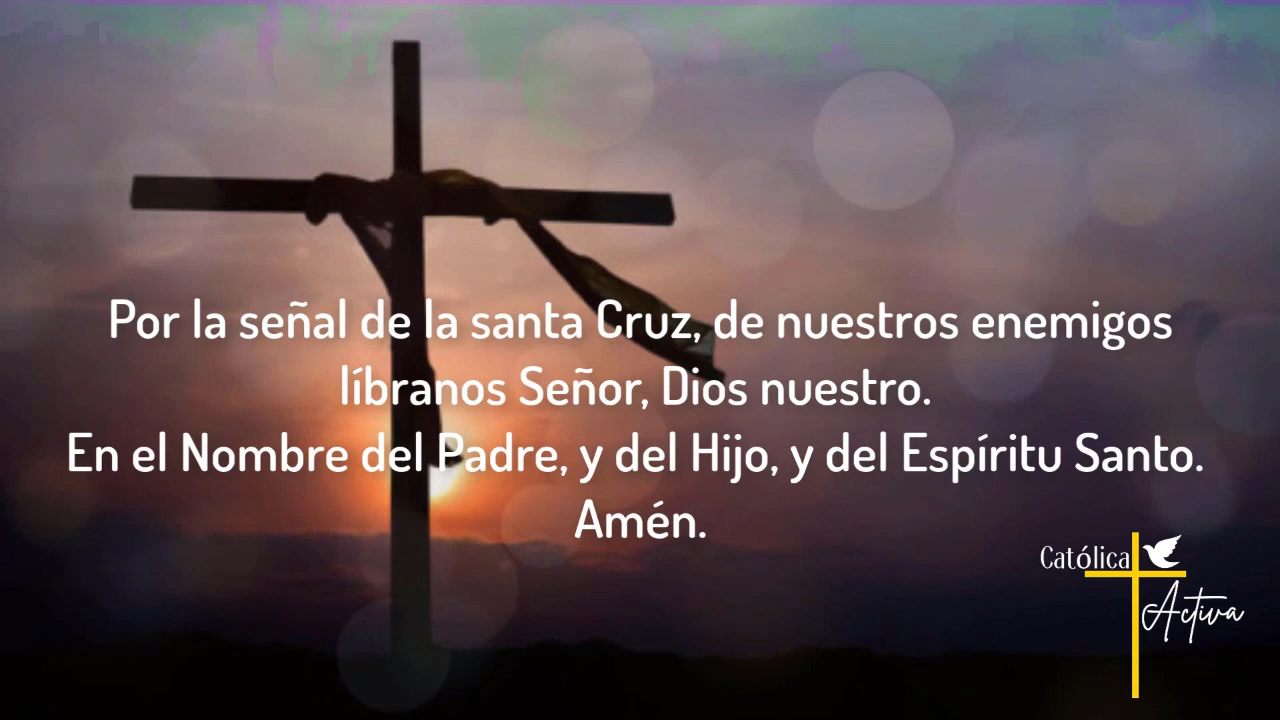 Por la señal de la santa Cruz, de nuestros enemigos
líbranos Señor, Dios nuestro.
En el Nombre del Padre, y del Hijo, y del Espíritu Santo.
Amén.
Católica
Activa